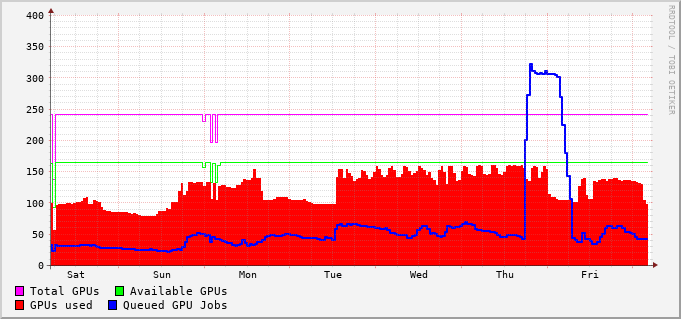 400
350
300
250
200
150
100
50
0
Sat Sun Mon Tue Wed Thu Fri
Total GPUs Available GPUs
GPUs used Queued GPU Jobs
RRDTOOL / TOBI OETIKER